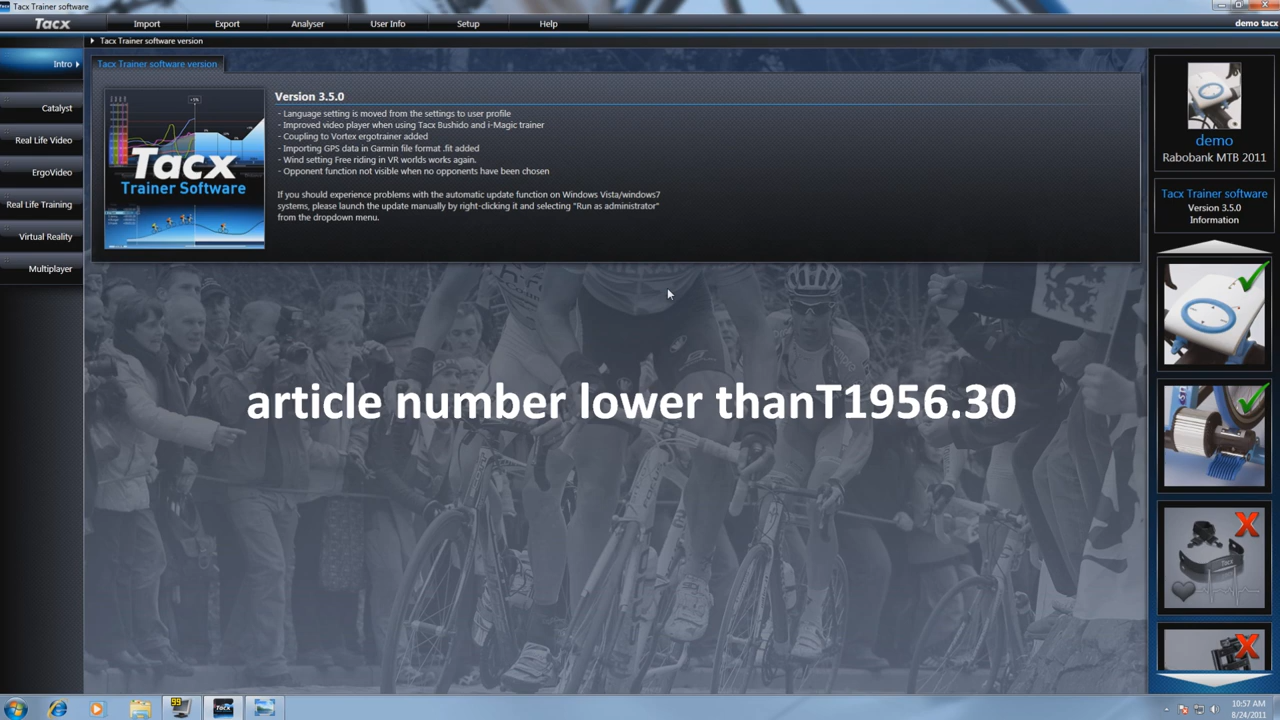 Tacx Trainer software
Tacx
Import
Export
Analyser
User Info
Setup
Help
demo tacx
Tacx Trainer software version
Intro
Catalyst
Real Life Video
ErgoVideo
Real Life Training
Virtual Reality
Multiplayer
Tacx Trainer software version
Tacx
Trainer Software
Version 3.5.0
- Language setting is moved from the settings to user profile
- Improved video player when using Tacx Bushido and i-Magic trainer
- Coupling to Vortex ergotrainer added
- Importing GPS data in Garmin file format .fit added
- Wind setting Free riding in VR worlds works again.
- Opponent function not visible when no opponents have been chosen
If you should experience problems with the automatic update function on Windows Vista/windows7
systems, please launch the update manually by right-clicking it and selecting "Run as administrator"
from the dropdown menu.
article number lower thanT1956.30
demo
Rabobank MTB 2011
Tacx Trainer software
Version 3.5.0
Information
Tacx
99
Tacx
10:57 AM
8/24/2011